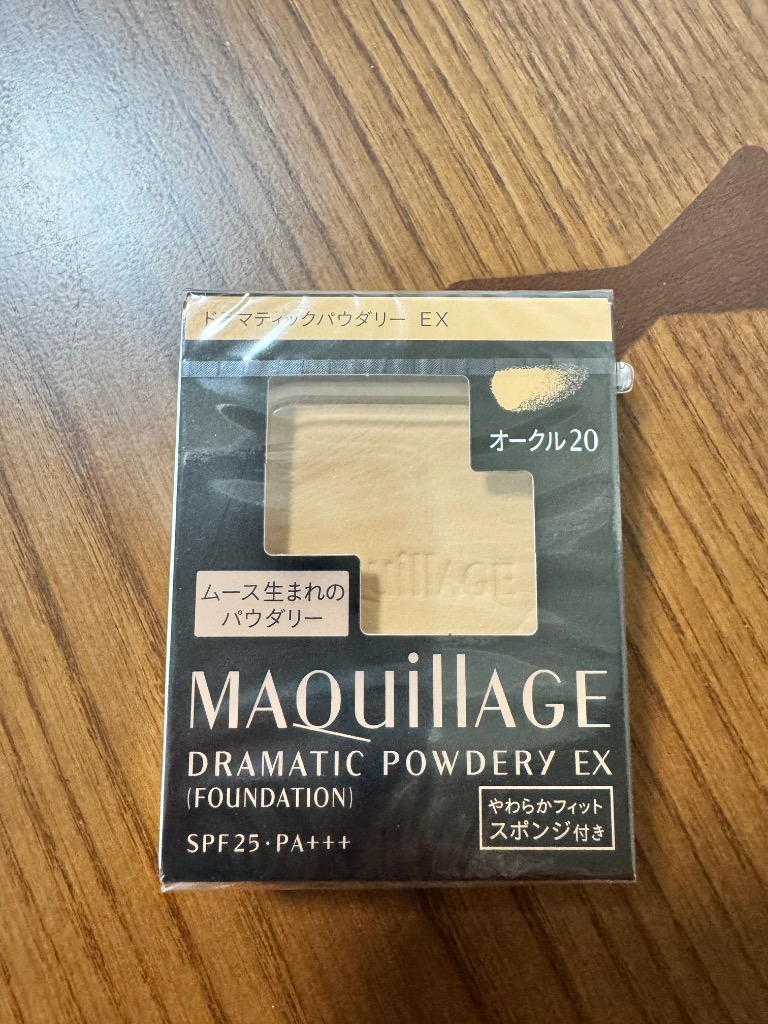 ドラマティックパウダリー EX
オークル20
uillAGE
ムース生まれの
パウダリー
MAQuillAGE
DRAMATIC POWDERY EX
(FOUNDATION)
SPF25・PA+++
やわらかフィット
スポンジ付き